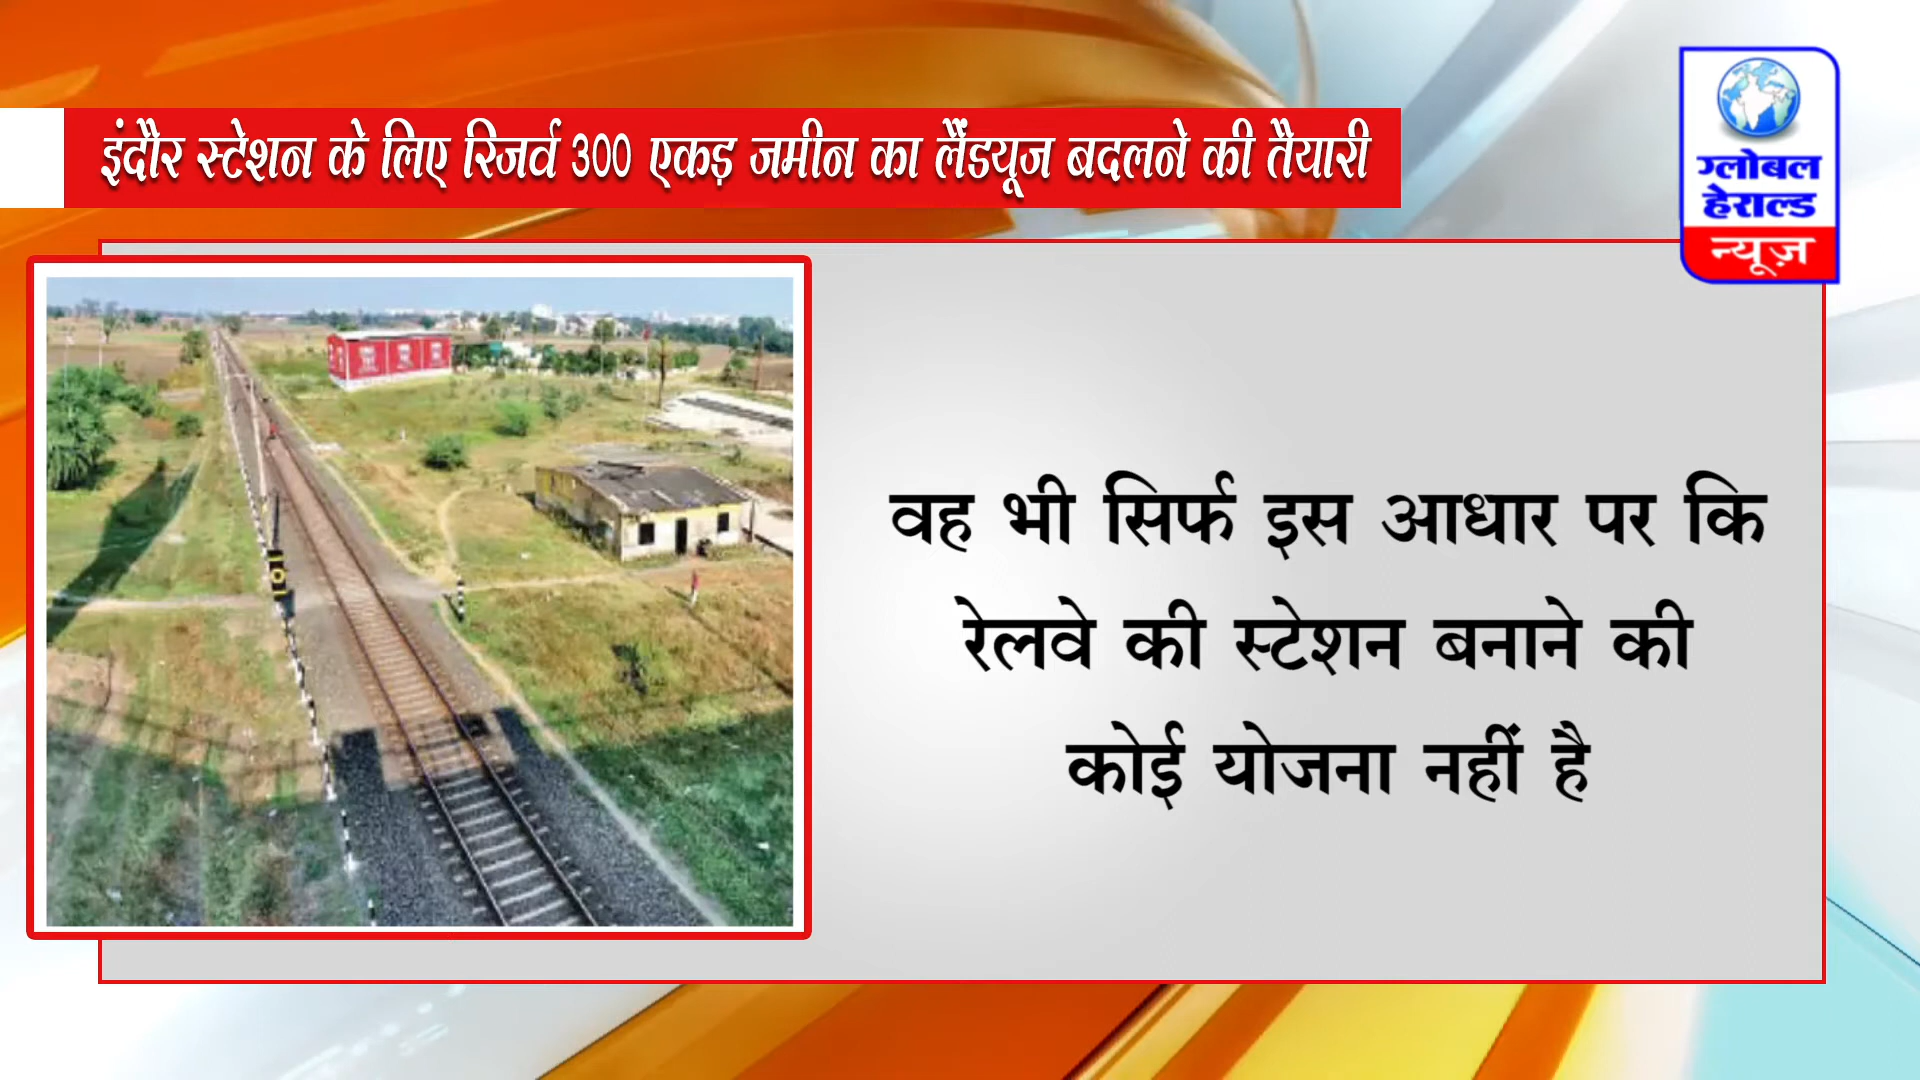 इंदौर स्टेशन के लिए रिजर्व 300 एकड़ जमीन का लैंडयूज बदलने की तैयारी
ग्लोबल
हेराल्ड
न्यूज़
वह भी सिर्फ इस आधार पर कि
रेलवे की स्टेशन बनाने की
कोई योजना नहीं है